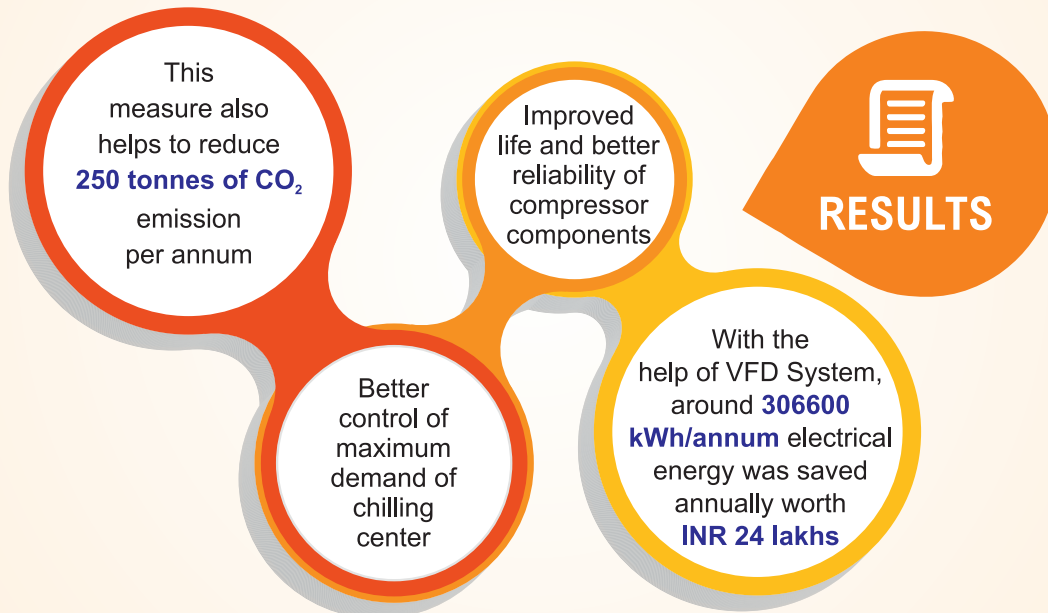 This
measure also
helps to reduce
250 tonnes of CO₂
emission
per annum
Better
control of
maximum
demand of
chilling
center
Improved
life and better
reliability of
compressor
components
With the
help of VFD System,
around 306600
kWh/annum electrical
energy was saved
annually worth
INR 24 lakhs
RESULTS